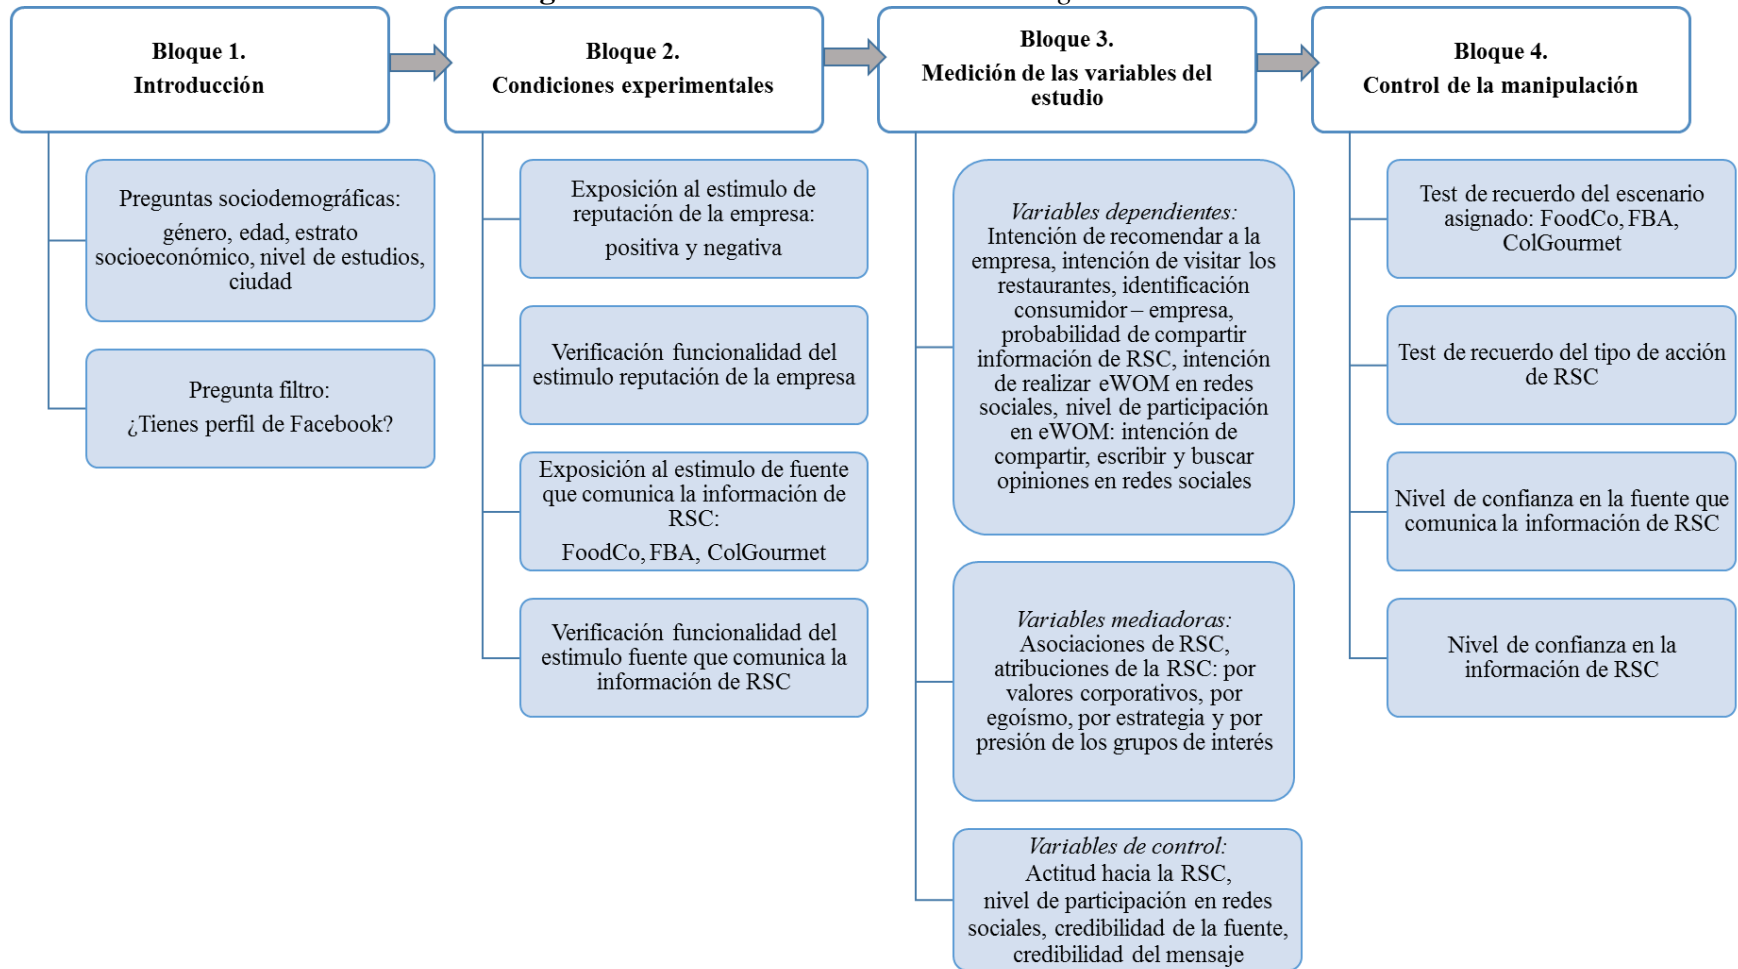 Bloque 1.
Introducción
Preguntas sociodemográficas:
género, edad, estrato
socioeconómico, nivel de estudios,
ciudad
Pregunta filtro:
¿Tienes perfil de Facebook?
Bloque 2.
Condiciones experimentales
Exposición al estimulo de
reputación de la empresa:
positiva y negativa
Verificación funcionalidad del
estimulo reputación de la empresa
Exposición al estimulo de fuente
que comunica la información de
RSC:
FoodCo, FBA, ColGourmet
Verificación funcionalidad del
estimulo fuente que comunica la
información de RSC
Bloque 3.
Medición de las variables del
estudio
Variables dependientes:
Intención de recomendar a la
empresa, intención de visitar los
restaurantes, identificación
consumidor – empresa,
probabilidad de compartir
información de RSC, intención
de realizar eWOM en redes
sociales, nivel de participación
en eWOM: intención de
compartir, escribir y buscar
opiniones en redes sociales
Variables mediadoras:
Asociaciones de RSC,
atribuciones de la RSC: por
valores corporativos, por
egoísmo, por estrategia y por
presión de los grupos de interés
Variables de control:
Actitud hacia la RSC,
nivel de participación en redes
sociales, credibilidad de la fuente,
credibilidad del mensaje
Bloque 4.
Control de la manipulación
Test de recuerdo del escenario
asignado: FoodCo, FBA,
ColGourmet
Test de recuerdo del tipo de acción
de RSC
Nivel de confianza en la fuente que
comunica la información de RSC
Nivel de confianza en la
información de RSC